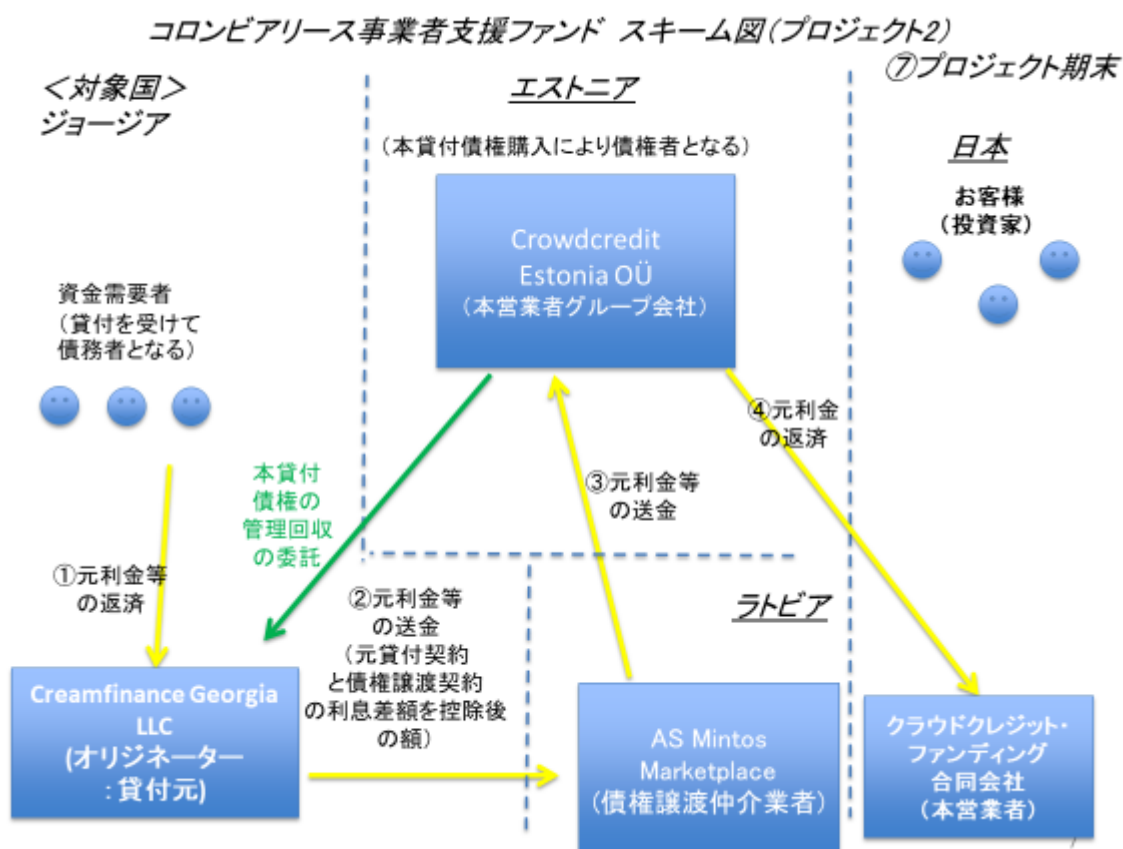 コロンビアリース事業者支援ファンド スキーム図(プロジェクト2)
⑦プロジェクト期末
<対象国>
ジョージア
エストニア
(本貸付債権購入により債権者となる)
日本
お客様
(投資家)
Crowdcredit
Estonia OÜ
(本営業者グループ会社)
資金需要者
(貸付を受けて
債務者となる)
④元利金
の返済
本貸付
債権の
管理回収
の委託
③元利金等
の送金
①元利金等
の返済
②元利金等
の送金
(元貸付契約
と債権譲渡契約
の利息差額を控除後
の額)
ラトビア
Creamfinance Georgia
LLC
(オリジネーター
:貸付元)
AS Mintos
Marketplace
(債権譲渡仲介業者)
クラウドクレジット・
ファンディング
合同会社
(本営業者)